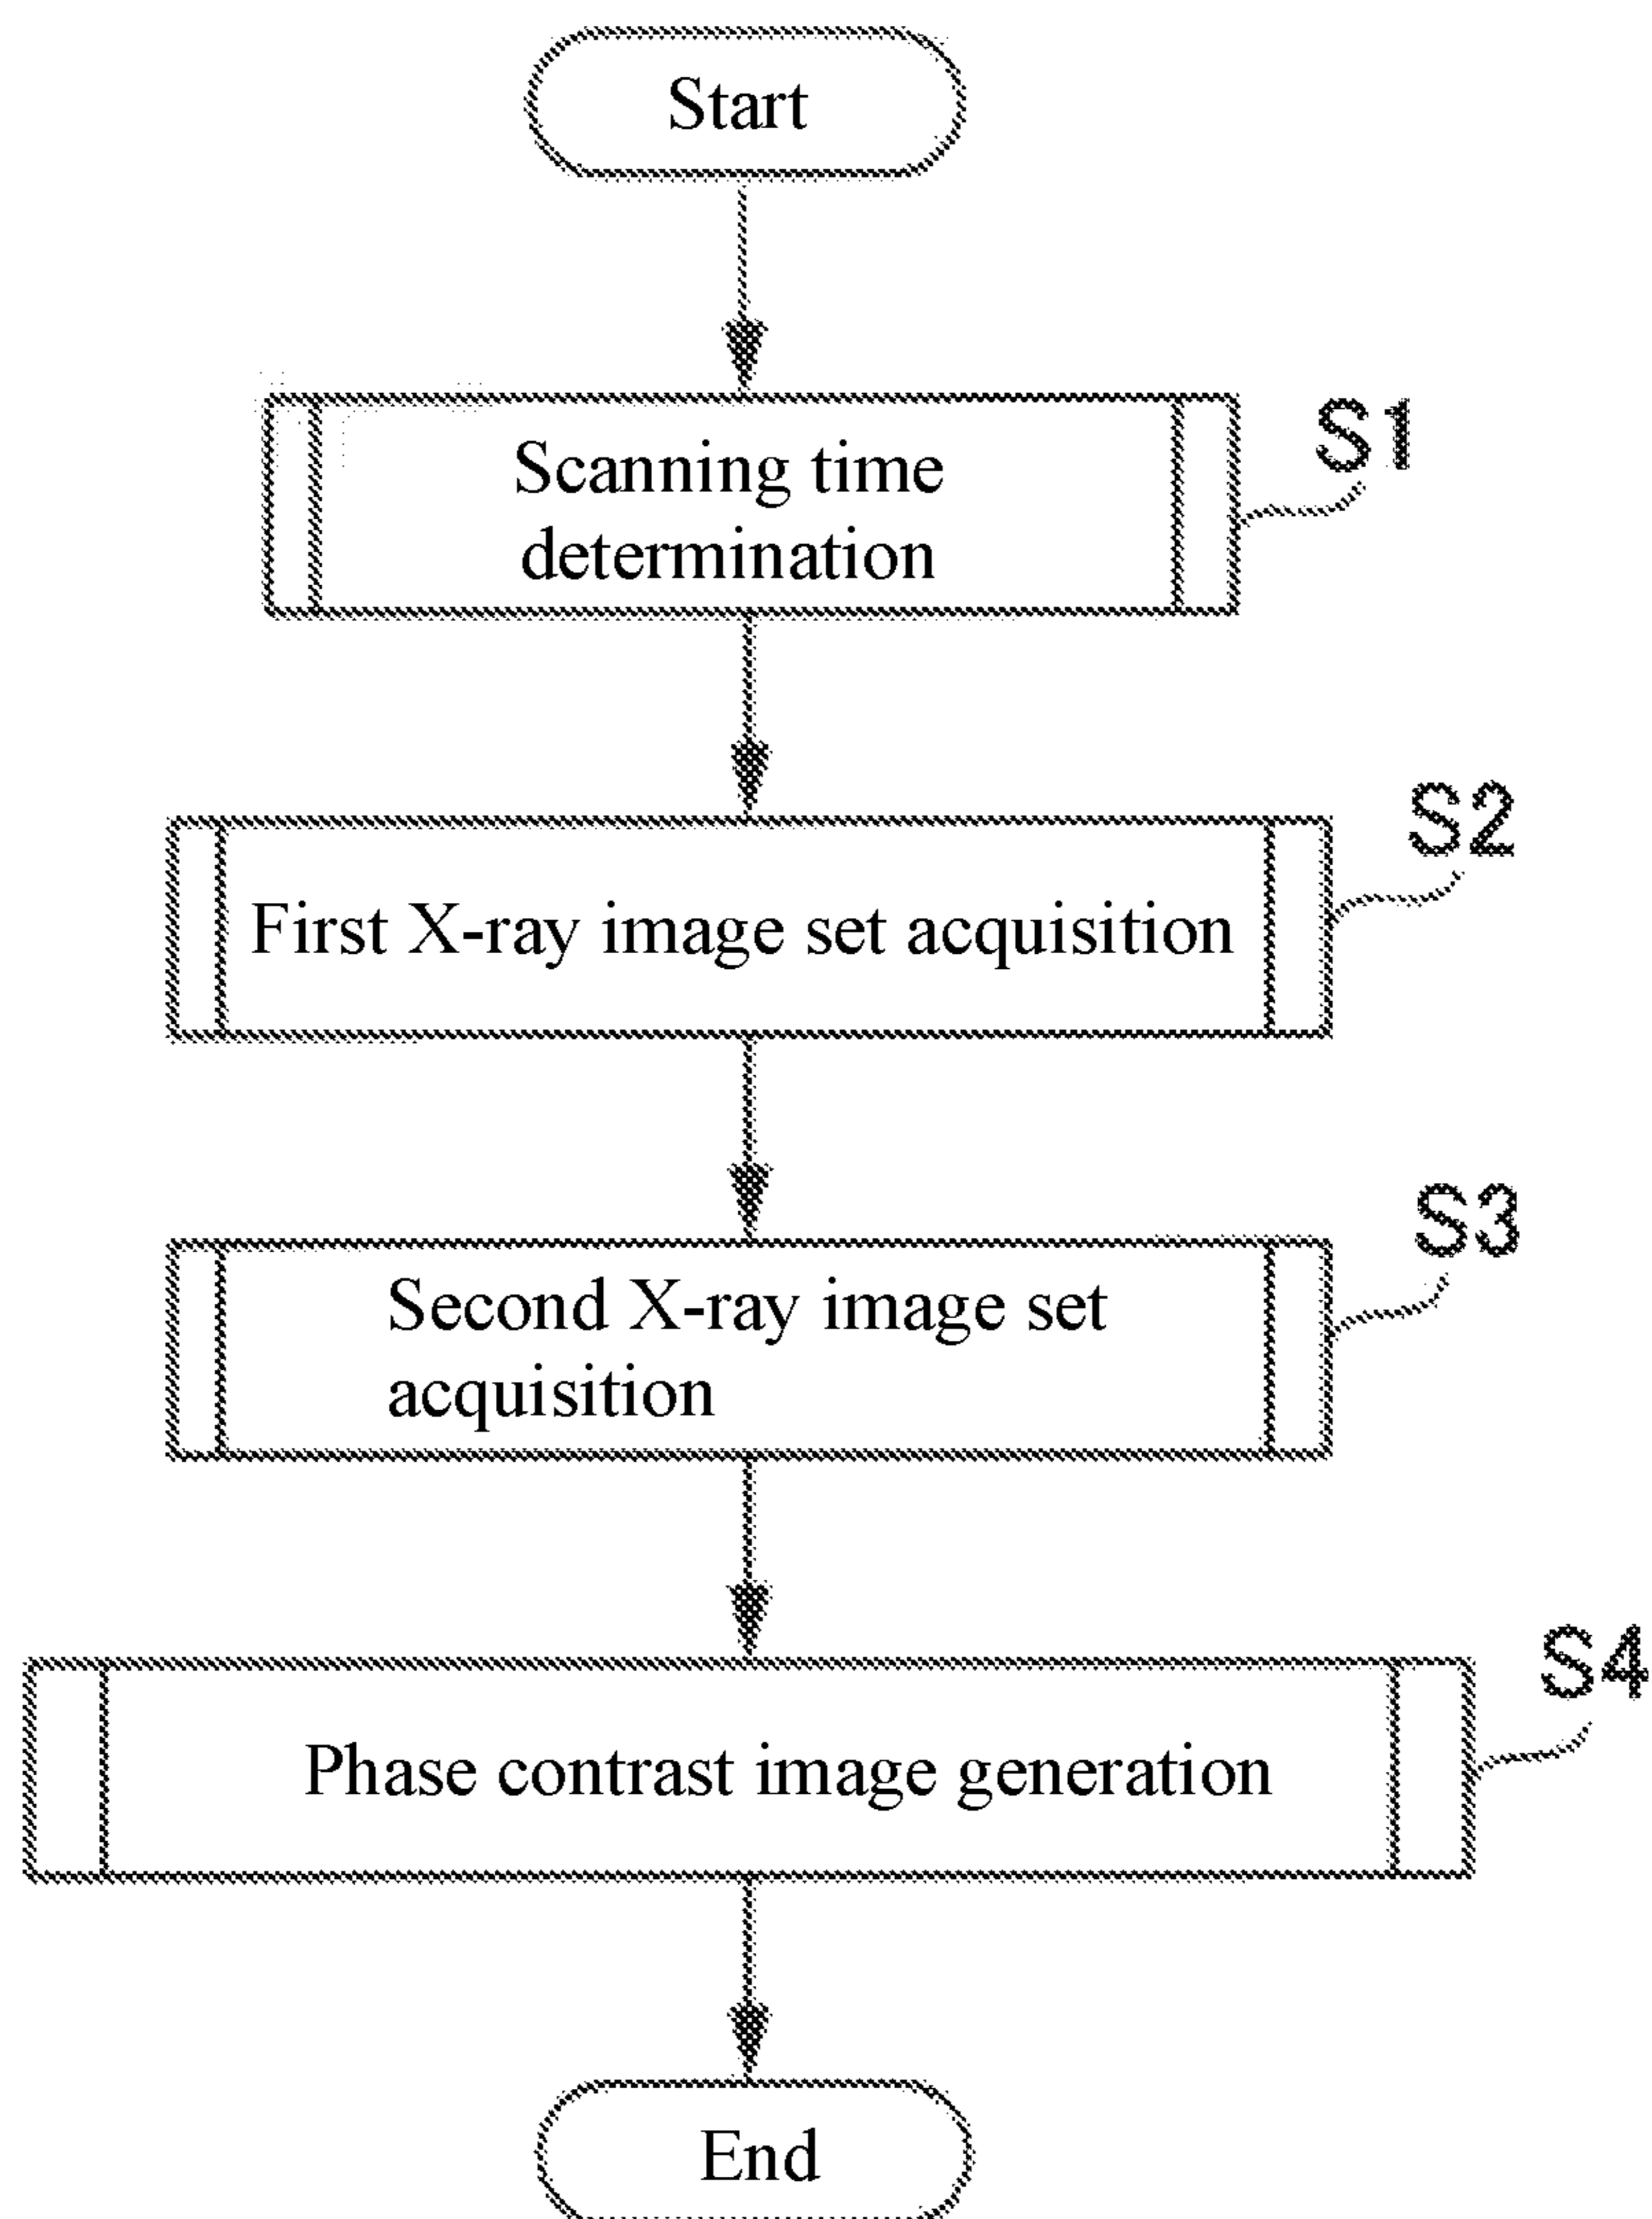 Start
Scanning time
determination
S1
First X-ray image set acquisition
S2
Second X-ray image set
acquisition
S3
Phase contrast image generation
S4
End